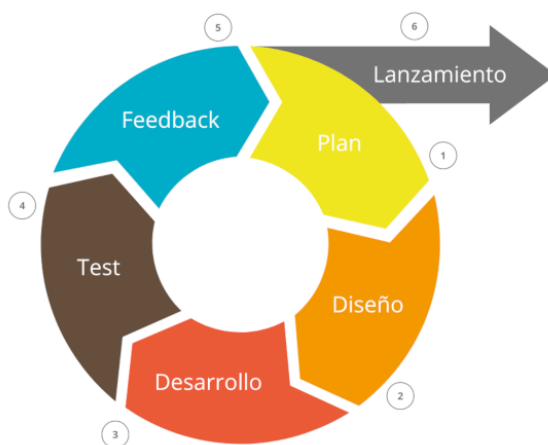 6
Lanzamiento
Plan
1
Diseño
2
Desarrollo
3
Test
4
Feedback
5